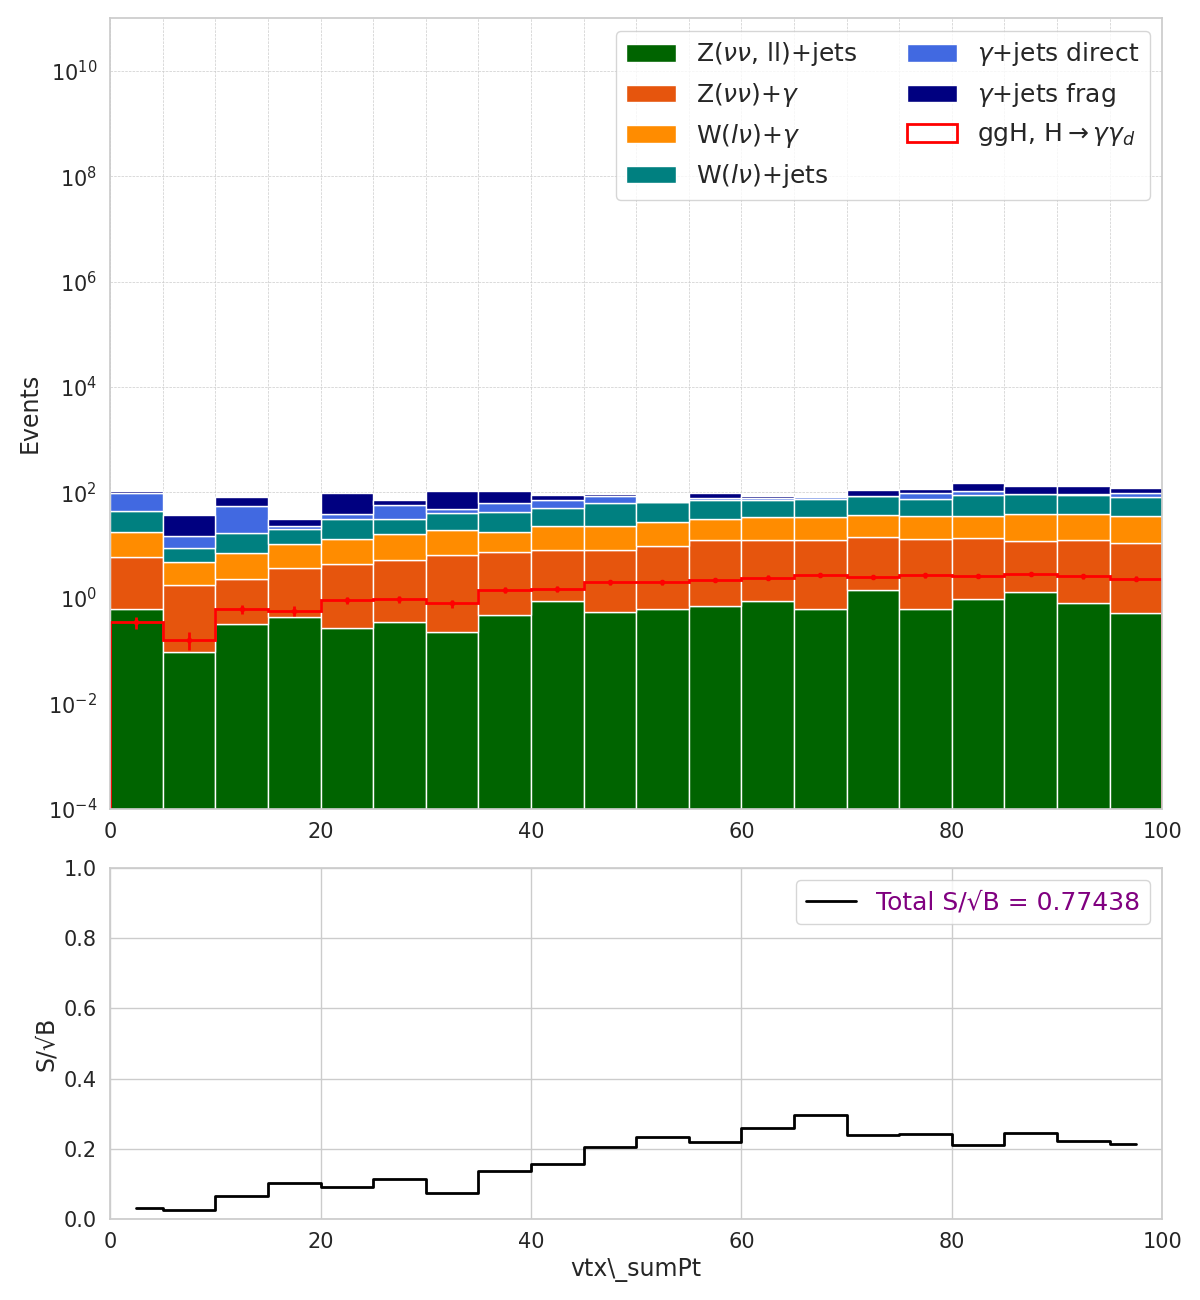 Z(νν, ll)+jets
Z(νν)+γ
W(lν)+γ
W(lν)+jets
γ+jets direct
γ+jets frag
ggH, H→γγ_d
Events
10^10
10^8
10^6
10^4
10^2
10^0
10^−2
10^−4
0 20 40 60 80 100
Total S/√B = 0.77438
S/√B
1.0
0.8
0.6
0.4
0.2
0.0
0 20 40 60 80 100
vtx\_sumPt